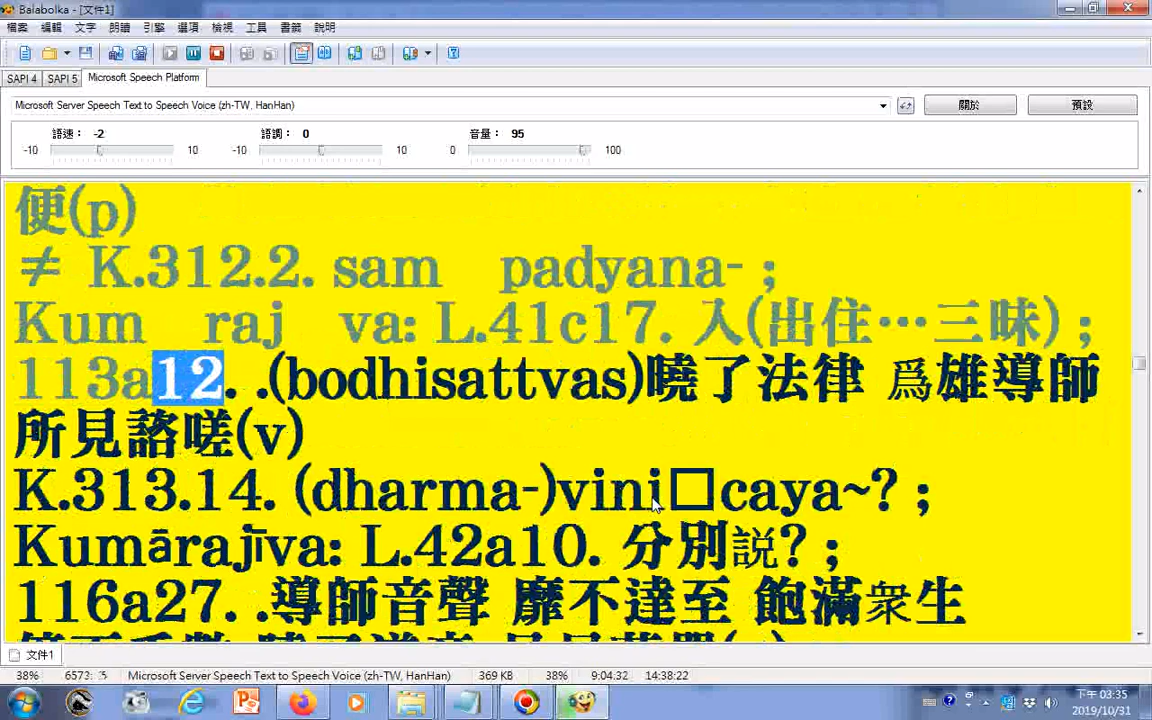 Balabolka - [文件1]
檔案 編輯 文字 朗讀 引擎 選項 檢視 工具 書籤 說明
SAPI 4 SAPI 5 Microsoft Speech Platform
Microsoft Server Speech Text to Speech Voice (zh-TW, HanHan) 關於 預設
語速: -2 語調: 0 音量: 95
-10 10 -10 10 0 100
便(p)
≠ K.312.2. sam padyana- ;
Kum raj va: L.41c17. 入(出住…三昧) ;
113a12. .(bodhisattvas)曉了法律 爲雄導師
所見諮嗟(v)
K.313.14. (dharma-)vini□caya~? ;
Kumārajīva: L.42a10. 分別説? ;
116a27. .導師音聲 靡不達至 飽滿衆生
文件1
38% 6573: Microsoft Server Speech Text to Speech Voice (zh-TW, HanHan) 369 KB 38% 9:04.32 14:38:22
下午 03:35
2019/10/31